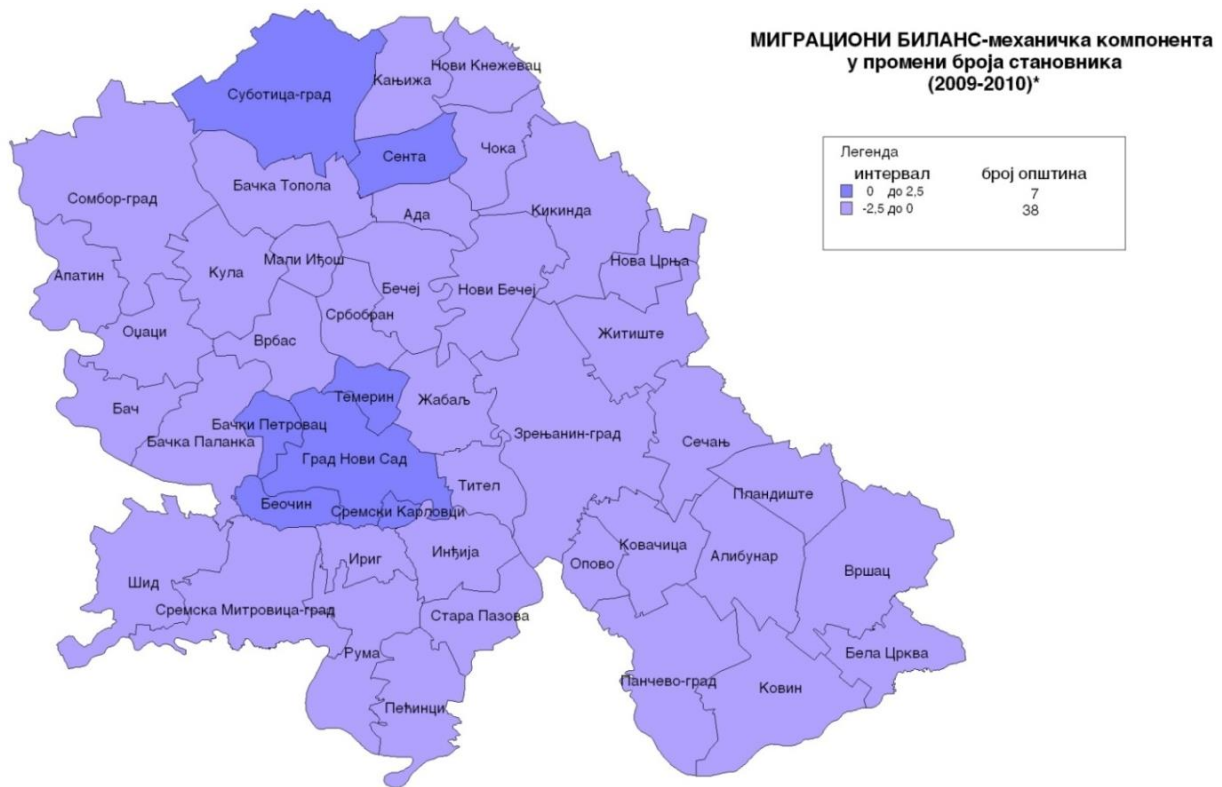 МИГРАЦИОНИ БИЛАНС-механичка компонента
у промени броја становника
(2009-2010)*
Легенда
интервал број општина
0 до 2,5 7
-2,5 до 0 38
Нови Кнежевац
Кањижа
Суботица-град
Чока
Сента
Бачка Топола
Сомбор-град
Ада
Кикинда
Мали Иђош
Нова Црња
Апатин
Кула
Бечеј
Нови Бечеј
Србобран
Оџаци
Врбас
Житиште
Темерин
Жабаљ
Бач
Бачки Петровац
Бачка Паланка
Зрењанин-град
Сечањ
Град Нови Сад
Тител
Пландиште
Беочин
Сремски Карловци
Ириг
Инђија
Ковачица
Опово
Алибунар
Вршац
Шид
Сремска Митровица-град
Стара Пазова
Рума
Бела Црква
Панчево-град
Ковин
Пећинци